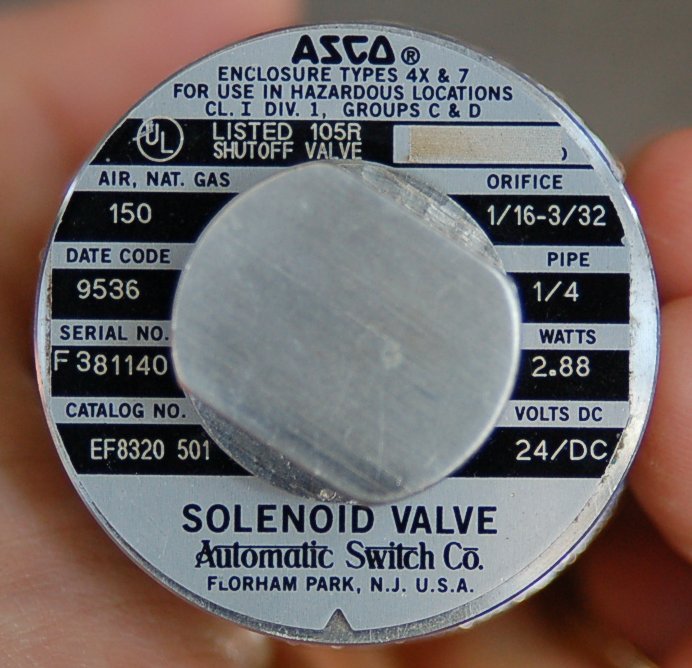 ASCO®
ENCLOSURE TYPES 4X & 7
FOR USE IN HAZARDOUS LOCATIONS
CL. I DIV. 1, GROUPS C & D
UL LISTED 105R
SHUTOFF VALVE )
AIR, NAT. GAS ORIFICE
150 1/16-3/32
DATE CODE PIPE
9536 1/4
SERIAL NO. WATTS
F381140 2.88
CATALOG NO. VOLTS DC
EF8320 501 24/DC
SOLENOID VALVE
Automatic Switch Co.
FLORHAM PARK, N.J. U.S.A.